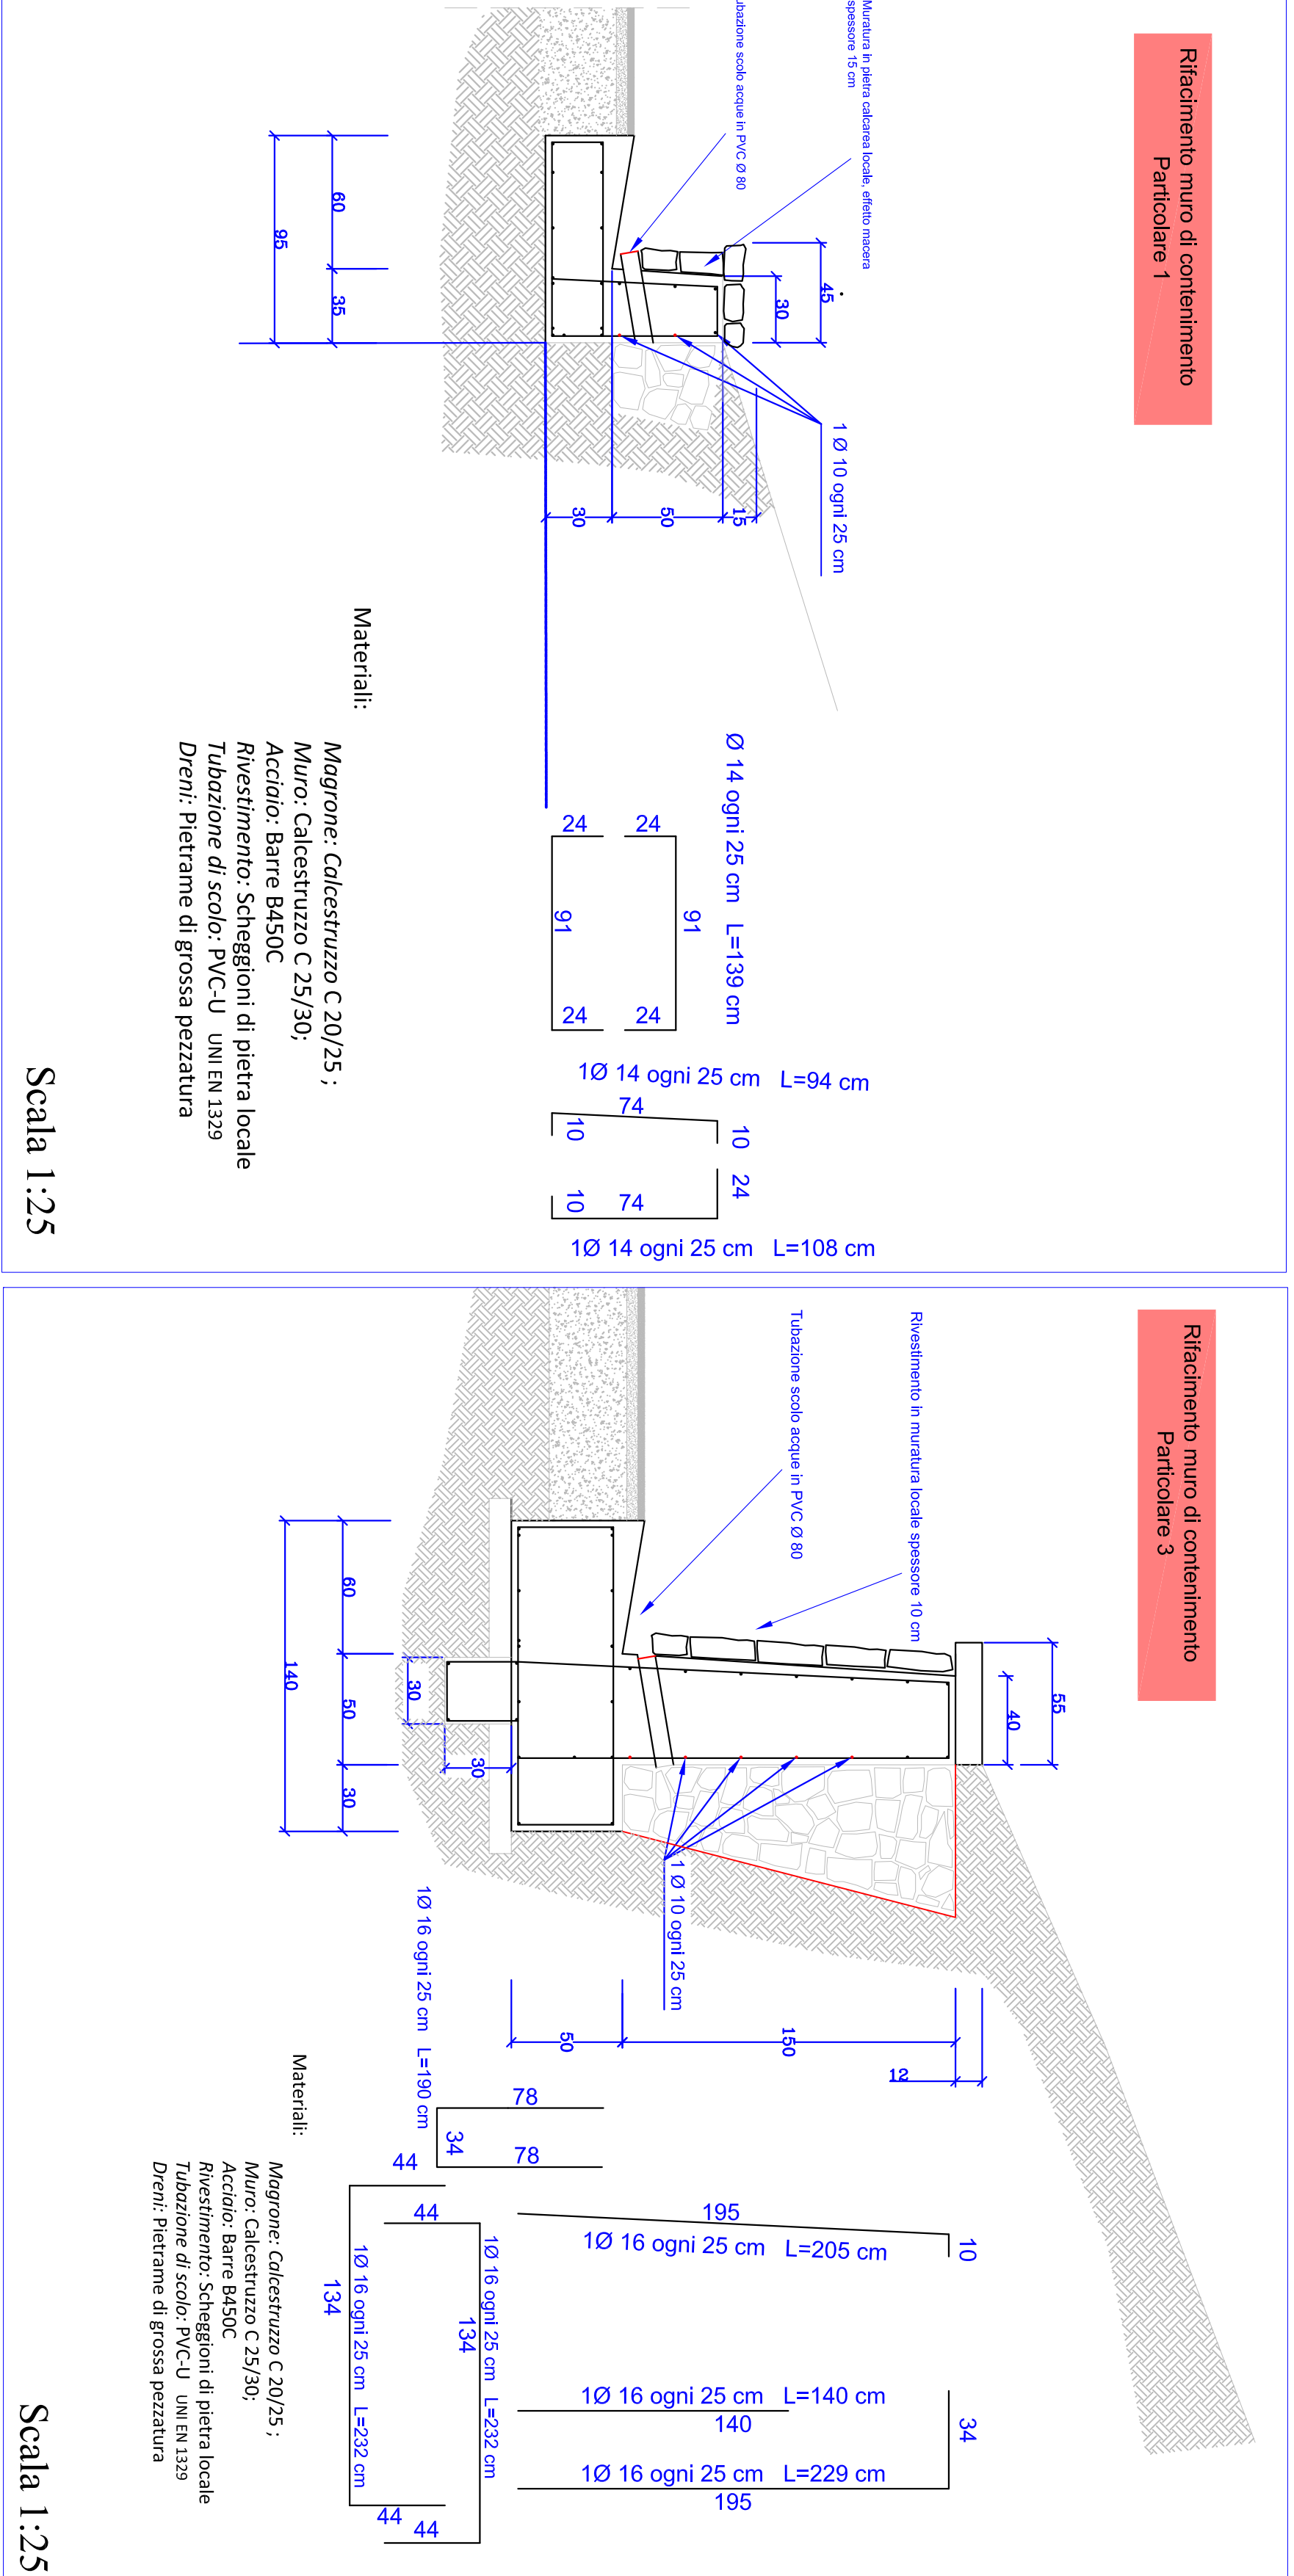 Rifacimento muro di contenimento
Particolare 1
Muratura in pietra calcarea locale, effetto macera
spessore 15 cm
ubazione scolo acque in PVC Ø 80
45
30
1 Ø 10 ogni 25 cm
60
35
95
30
50
15
Ø 14 ogni 25 cm L=139 cm
24
24
91
91
24
24
1Ø 14 ogni 25 cm L=94 cm
74
10
10
24
10
74
1Ø 14 ogni 25 cm L=108 cm
Materiali:
Magrone: Calcestruzzo C 20/25 ;
Muro: Calcestruzzo C 25/30;
Acciaio: Barre B450C
Rivestimento: Scheggioni di pietra locale
Tubazione di scolo: PVC-U UNI EN 1329
Dreni: Pietrame di grossa pezzatura
Scala 1:25
Rifacimento muro di contenimento
Particolare 3
Rivestimento in muratura locale spessore 10 cm
Tubazione scolo acque in PVC Ø 80
55
40
60
50
30
140
30
30
1 Ø 10 ogni 25 cm
50
150
12
1Ø 16 ogni 25 cm L=190 cm
78
34
78
195
1Ø 16 ogni 25 cm L=205 cm
10
44
44
1Ø 16 ogni 25 cm L=232 cm
134
1Ø 16 ogni 25 cm L=232 cm
134
44
44
1Ø 16 ogni 25 cm L=140 cm
140
34
1Ø 16 ogni 25 cm L=229 cm
195
Materiali:
Magrone: Calcestruzzo C 20/25 ;
Muro: Calcestruzzo C 25/30;
Acciaio: Barre B450C
Rivestimento: Scheggioni di pietra locale
Tubazione di scolo: PVC-U UNI EN 1329
Dreni: Pietrame di grossa pezzatura
Scala 1:25